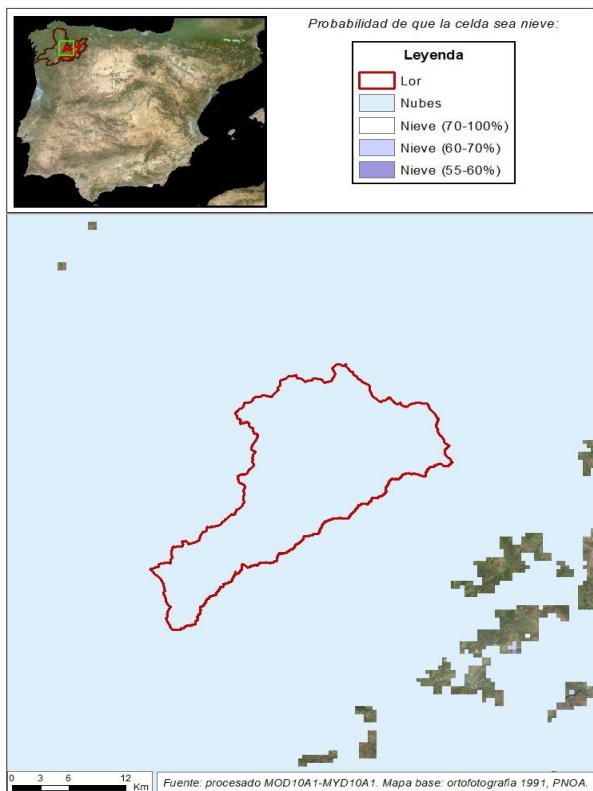 Probabilidad de que la celda sea nieve:
Leyenda
Lor
Nubes
Nieve (70-100%)
Nieve (60-70%)
Nieve (55-60%)
0 3 6 12
Km
Fuente: procesado MOD10A1-MYD10A1. Mapa base: ortofotografía 1991, PNOA.